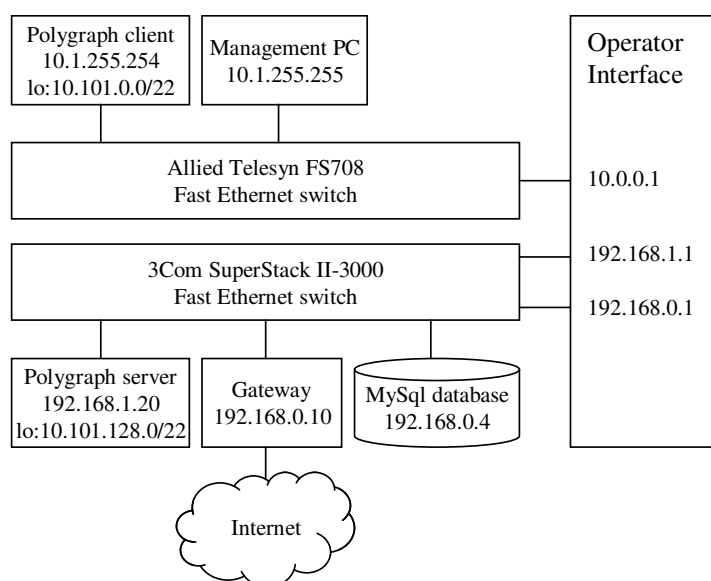 Polygraph client
10.1.255.254
lo:10.101.0.0/22
Management PC
10.1.255.255
Operator
Interface
Allied Telesyn FS708
Fast Ethernet switch
10.0.0.1
3Com SuperStack II-3000
Fast Ethernet switch
192.168.1.1
192.168.0.1
Polygraph server
192.168.1.20
lo:10.101.128.0/22
Gateway
192.168.0.10
MySql database
192.168.0.4
Internet